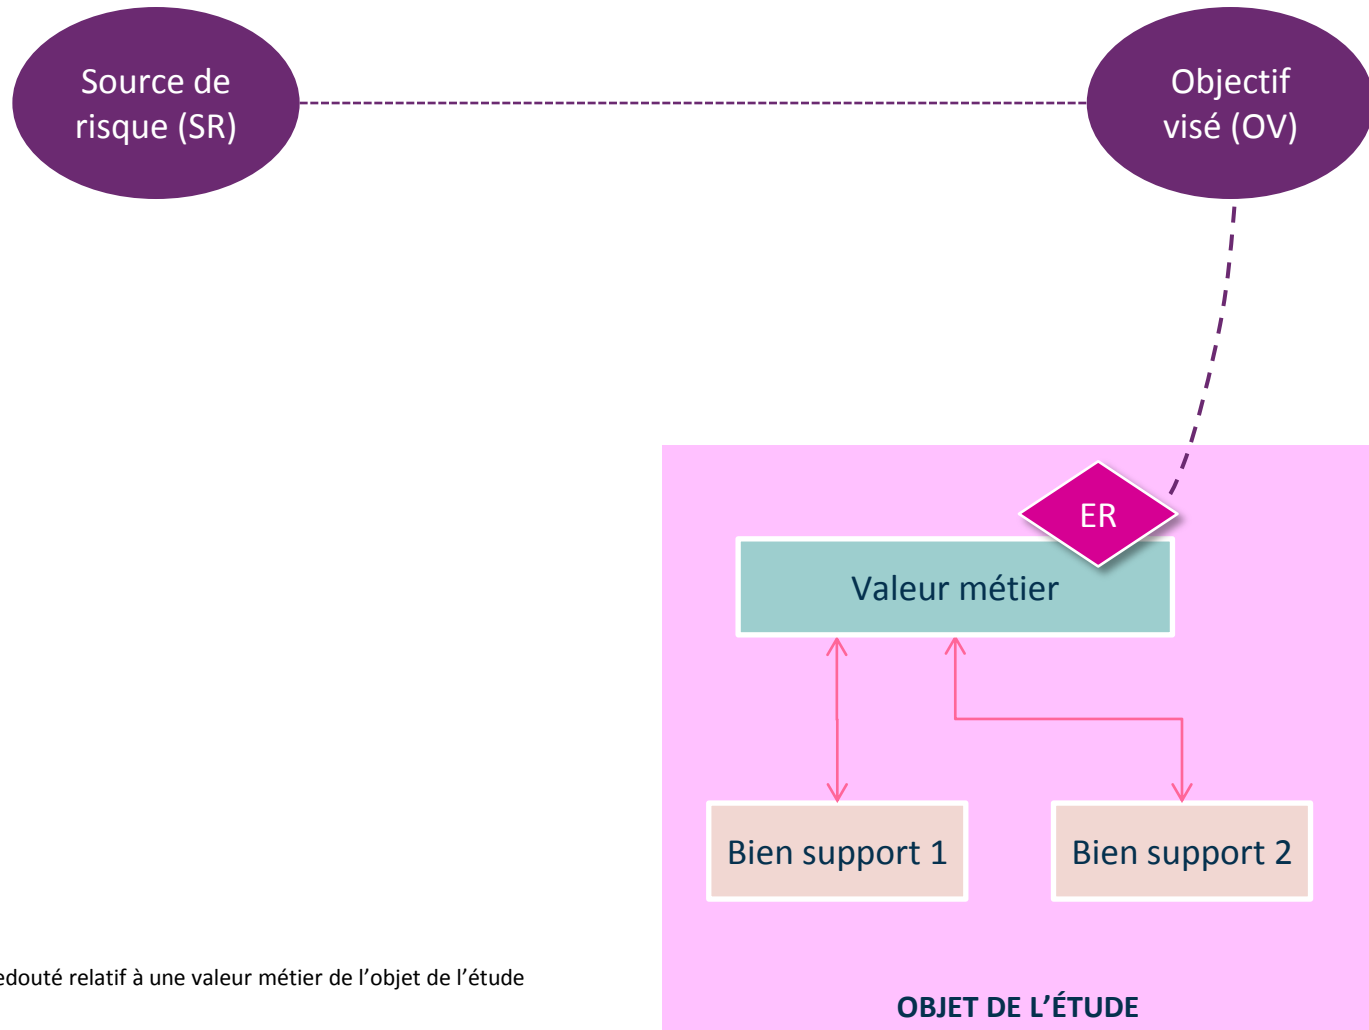 Source de
risque (SR)
Objectif
visé (OV)
ER
Valeur métier
Bien support 1
Bien support 2
relatif à une valeur métier de l’objet de l’étude
OBJET DE L’ÉTUDE